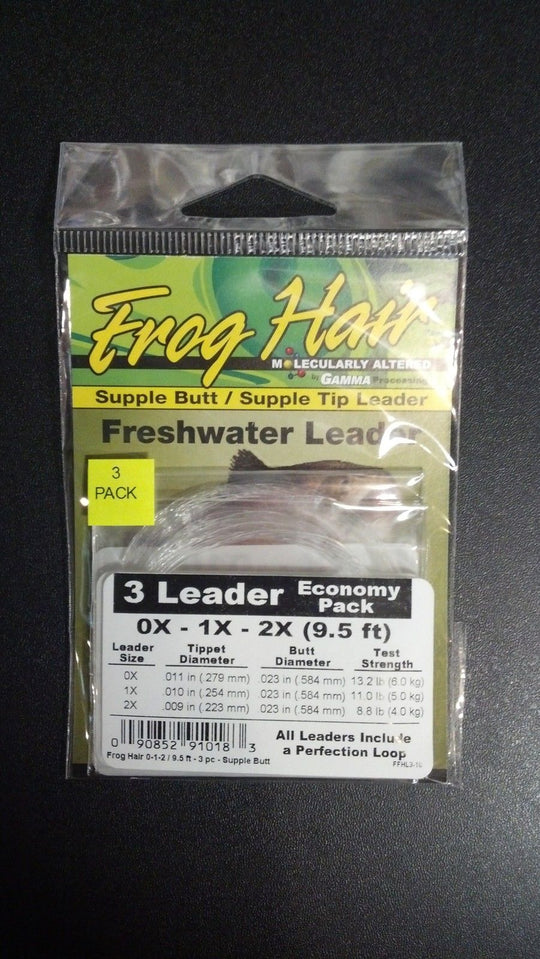 Frog Hair
MOLECULARLY ALTERED
by GAMMA Processing
Supple Butt / Supple Tip Leader
Freshwater Leader
3
PACK
3 Leader Economy Pack
0X - 1X - 2X (9.5 ft)
Leader Size Tippet Diameter Butt Diameter Test Strength
0X .011 in (.279 mm) .023 in (.584 mm) 13.2 lb (6.0 kg)
1X .010 in (.254 mm) .023 in (.584 mm) 11.0 lb (5.0 kg)
2X .009 in (.223 mm) .023 in (.584 mm) 8.8 lb (4.0 kg)
0 90852 91018 3
All Leaders Include
a Perfection Loop
Frog Hair 0-1-2 / 9.5 ft - 3 pc - Supple Butt